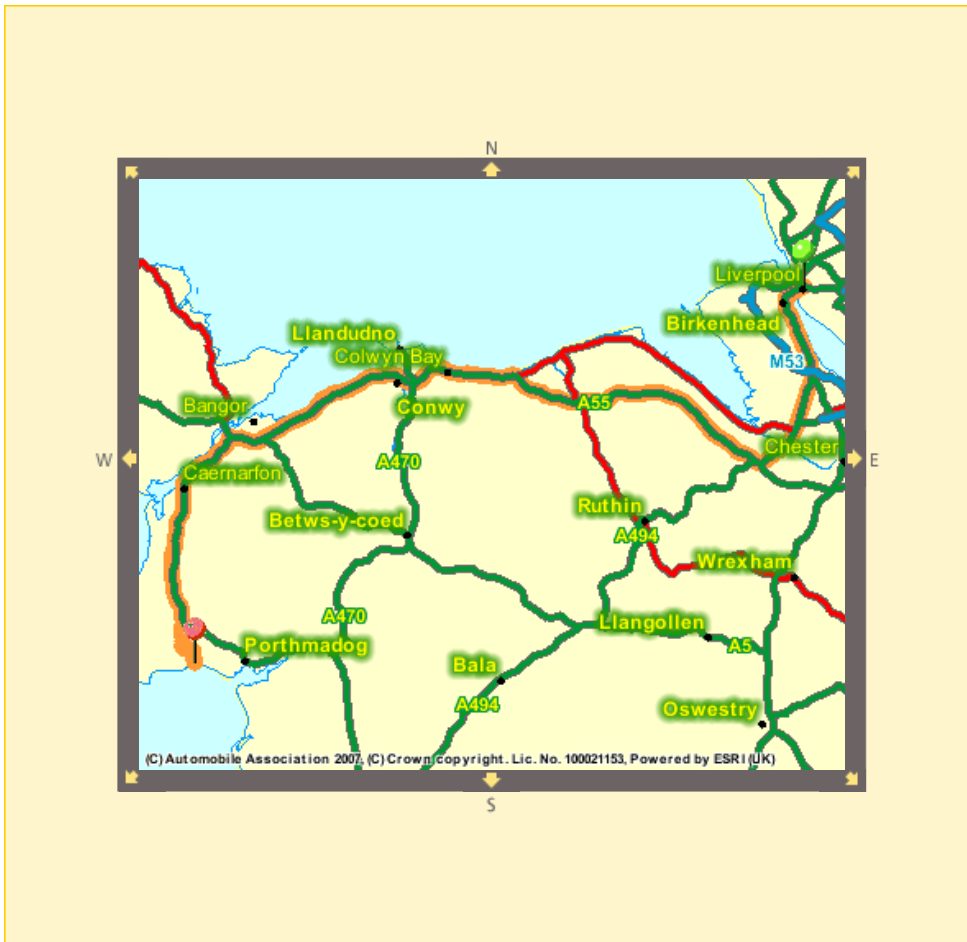 N
Liverpool
Birkenhead
Llandudno
Colwyn Bay
M53
Bangor
Conwy
A55
Chester
W
E
A470
Caernarfon
Ruthin
Betws-y-coed
A494
Wrexham
A470
Llangollen
Porthmadog
A5
Bala
A494
Oswestry
(C) Automobile Association 2007, (C) Crown copyright. Lic. No. 100021153, Powered by ESRI (UK)
S